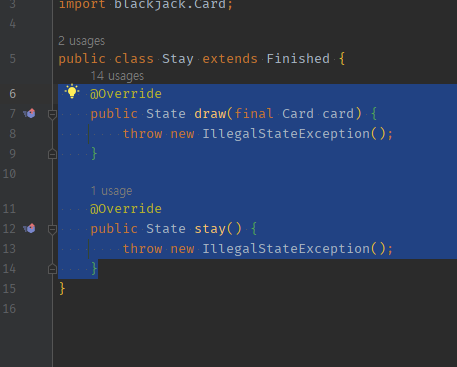 3 import blackjack.Card;
4
2 usages
5 public class Stay extends Finished {
14 usages
6 @Override
7 public State draw(final Card card) {
8 throw new IllegalStateException();
9 }
10
1 usage
11 @Override
12 public State stay() {
13 throw new IllegalStateException();
14 }
15 }
16